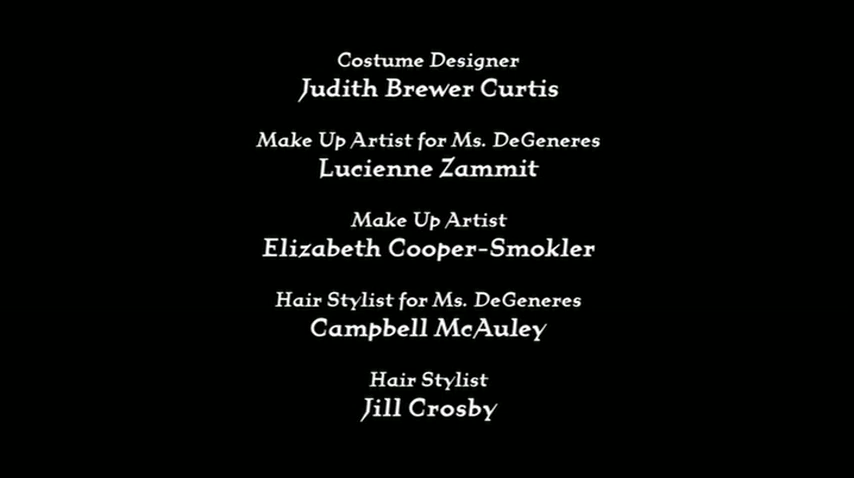 Costume Designer
Judith Brewer Curtis
Make Up Artist for Ms. DeGeneres
Lucienne Zammit
Make Up Artist
Elizabeth Cooper-Smokler
Hair Stylist for Ms. DeGeneres
Campbell McAuley
Hair Stylist
Jill Crosby